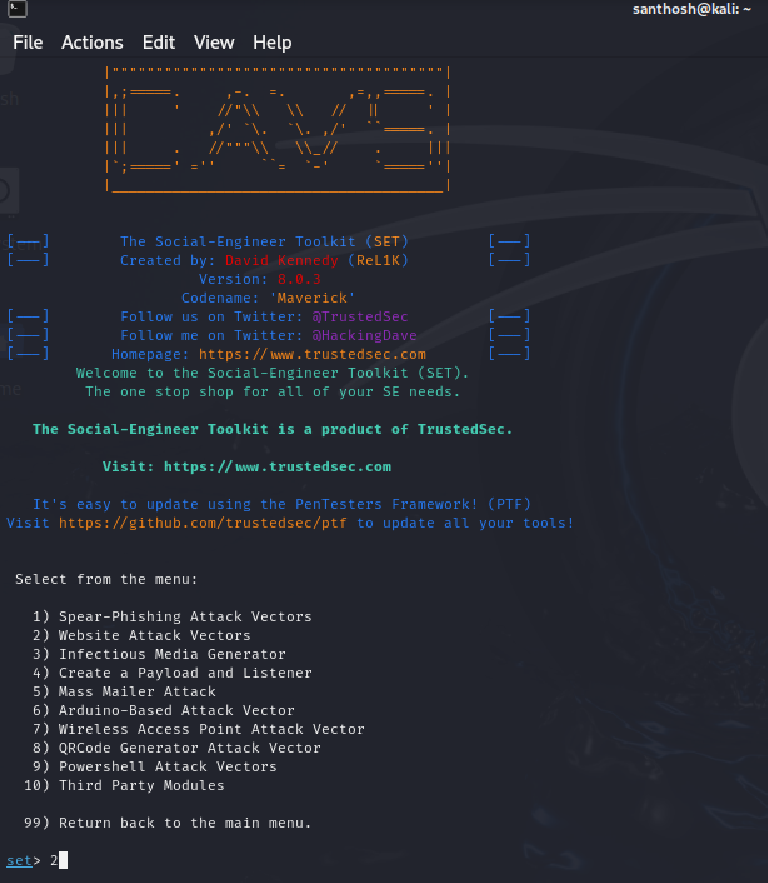 santhosh@kali: ~
File Actions Edit View Help
[---] The Social-Engineer Toolkit (SET) [---]
[---] Created by: David Kennedy (ReL1K) [---]
Version: 8.0.3
Codename: 'Maverick'
[---] Follow us on Twitter: @TrustedSec [---]
[---] Follow me on Twitter: @HackingDave [---]
[---] Homepage: https://www.trustedsec.com [---]
Welcome to the Social-Engineer Toolkit (SET).
The one stop shop for all of your SE needs.
The Social-Engineer Toolkit is a product of TrustedSec.
Visit: https://www.trustedsec.com
It's easy to update using the PenTesters Framework! (PTF)
Visit https://github.com/trustedsec/ptf to update all your tools!
Select from the menu:
1) Spear-Phishing Attack Vectors
2) Website Attack Vectors
3) Infectious Media Generator
4) Create a Payload and Listener
5) Mass Mailer Attack
6) Arduino-Based Attack Vector
7) Wireless Access Point Attack Vector
8) QRCode Generator Attack Vector
9) Powershell Attack Vectors
10) Third Party Modules
99) Return back to the main menu.
set> 2